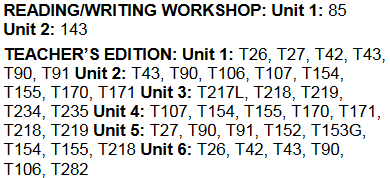 READING/WRITING WORKSHOP: Unit 1: 85
Unit 2: 143
TEACHER'S EDITION: Unit 1: T26, T27, T42, T43,
T90, T91 Unit 2: T43, T90, T106, T107, T154,
T155, T170, T171 Unit 3: T217L, T218, T219,
T234, T235 Unit 4: T107, T154, T155, T170, T171,
T218, T219 Unit 5: T27, T90, T91, T152, T153G,
T154, T155, T218 Unit 6: T26, T42, T43, T90,
T106, T282